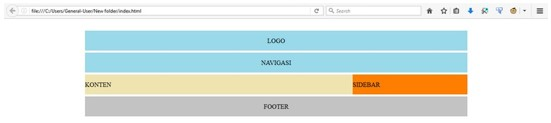 file:///C:/Users/General-User/New folder/index.html
Search
LOGO
NAVIGASI
KONTEN
SIDEBAR
FOOTER